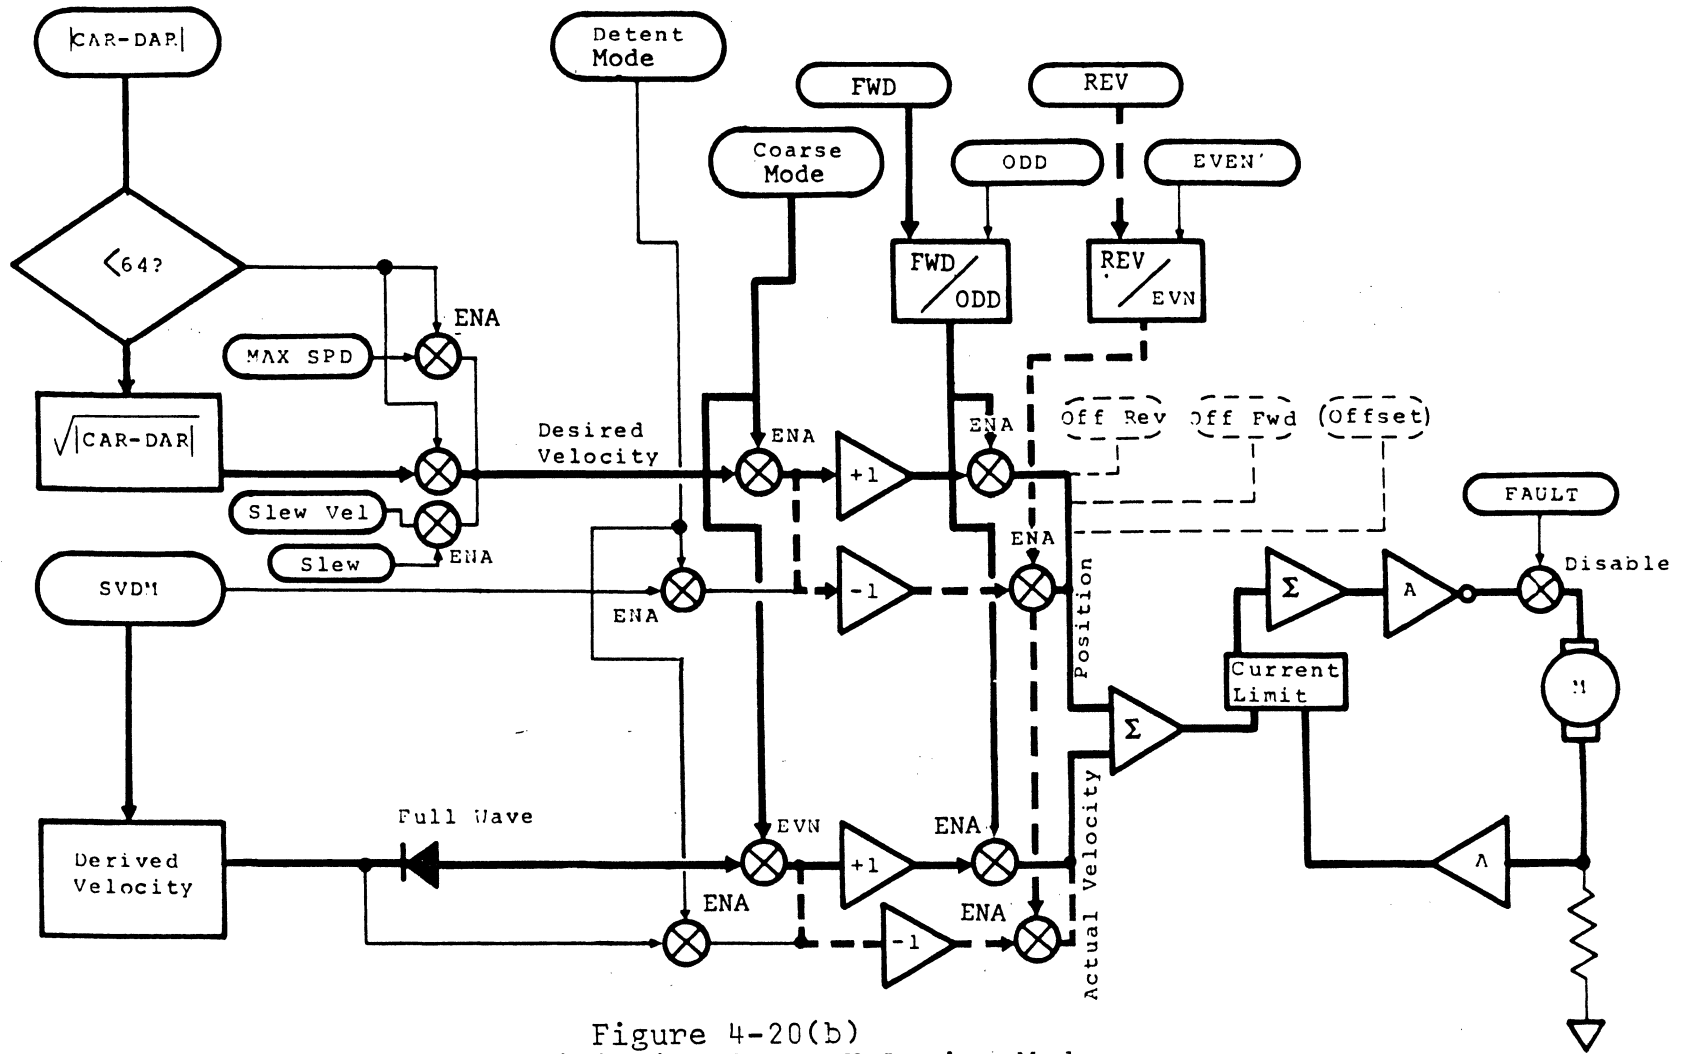 |CAR-DAR|
Detent
Mode
FWD
REV
Coarse
Mode
ODD
EVEN'
<64?
FWD/
ODD
REV/
EVN
ENA
MAX SPD
√|CAR-DAR|
Desired
Velocity
ENA
+1
ENA
Off Rev
Off Fwd
(Offset)
Slew Vel
FAULT
Slew
ENA
ENA
Disable
SVDM
ENA
-1
Position
Σ
A
Current
Limit
M
Σ
Full Wave
EVN
ENA
Derived
Velocity
+1
Actual Velocity
A
ENA
ENA
-1
Figure 4-20(b)